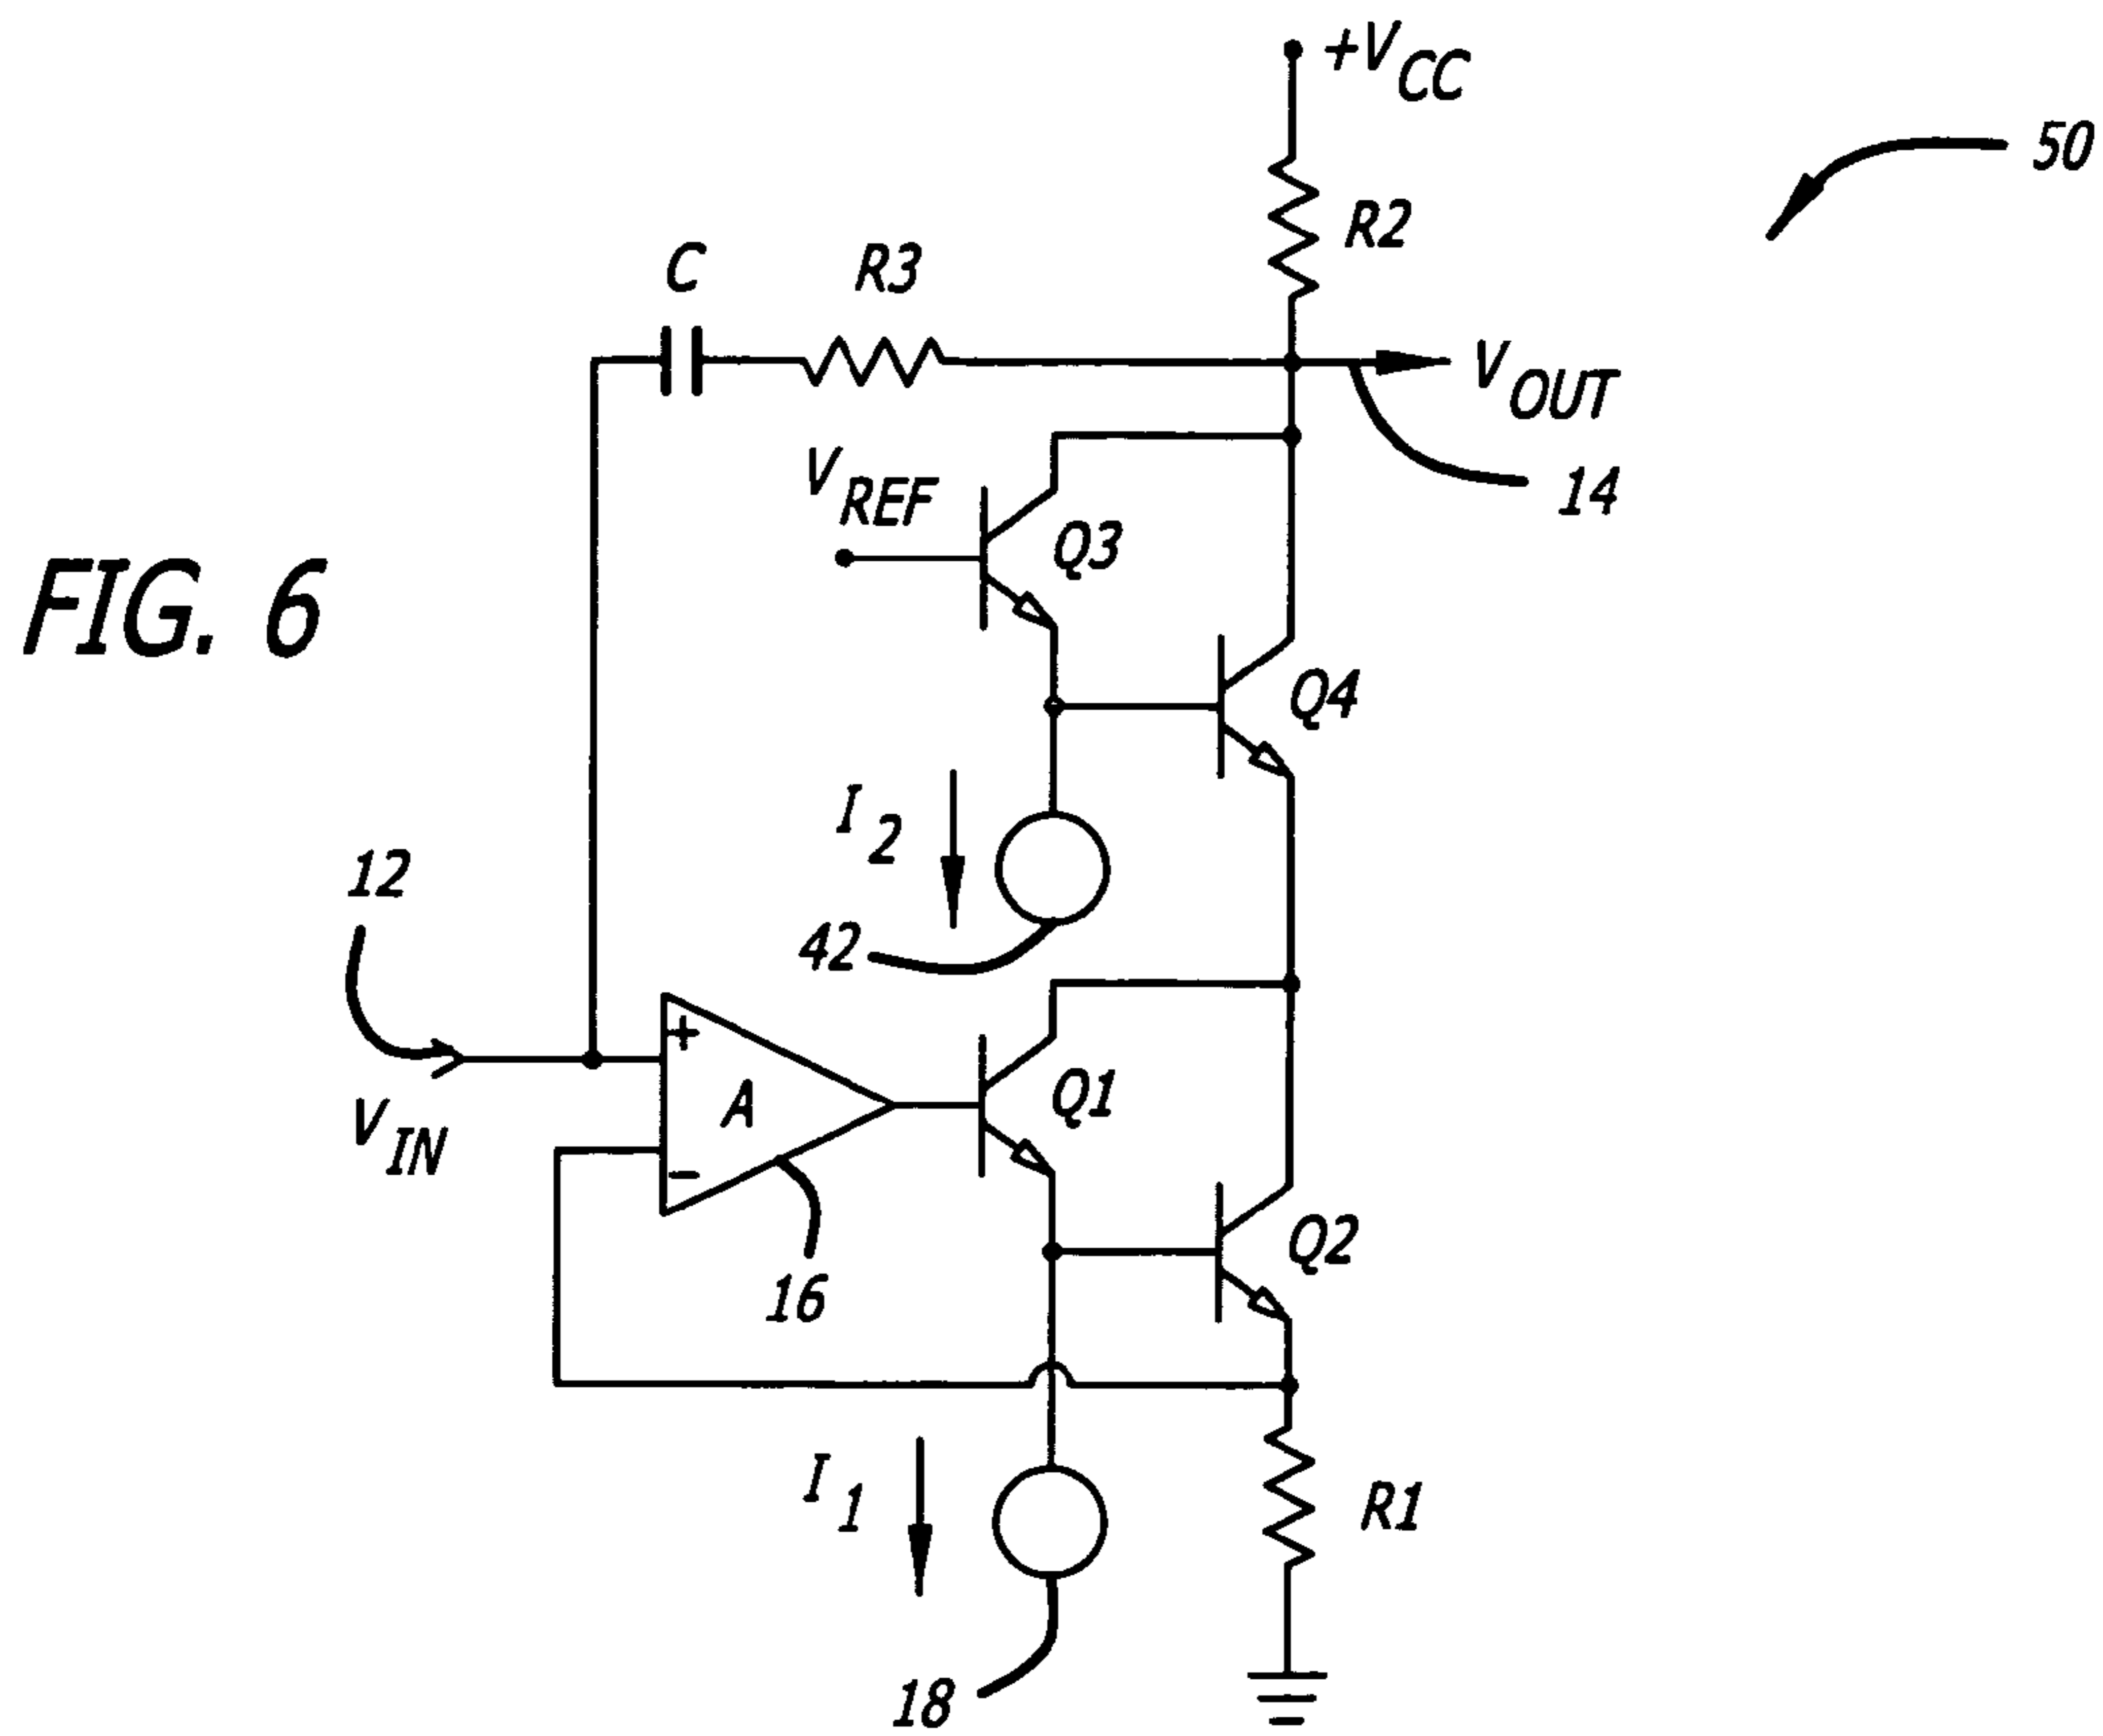 +VCC
50
R2
C
R3
VOUT
VREF
14
Q3
FIG. 6
Q4
I2
12
42
+
A
Q1
VIN
-
Q2
16
I1
R1
18